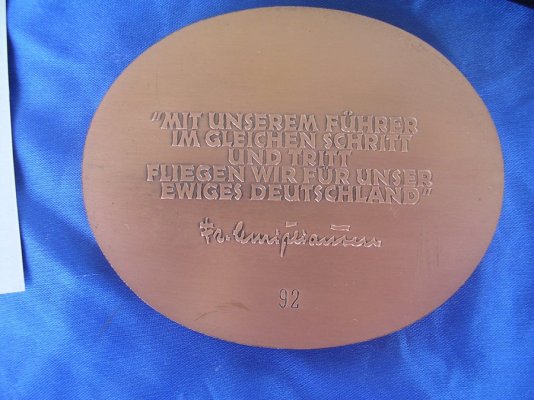 "MIT UNSEREM FÜHRER
IM GLEICHEN SCHRITT
UND TRITT
FLIEGEN WIR FÜR UNSER
EWIGES DEUTSCHLAND"
92